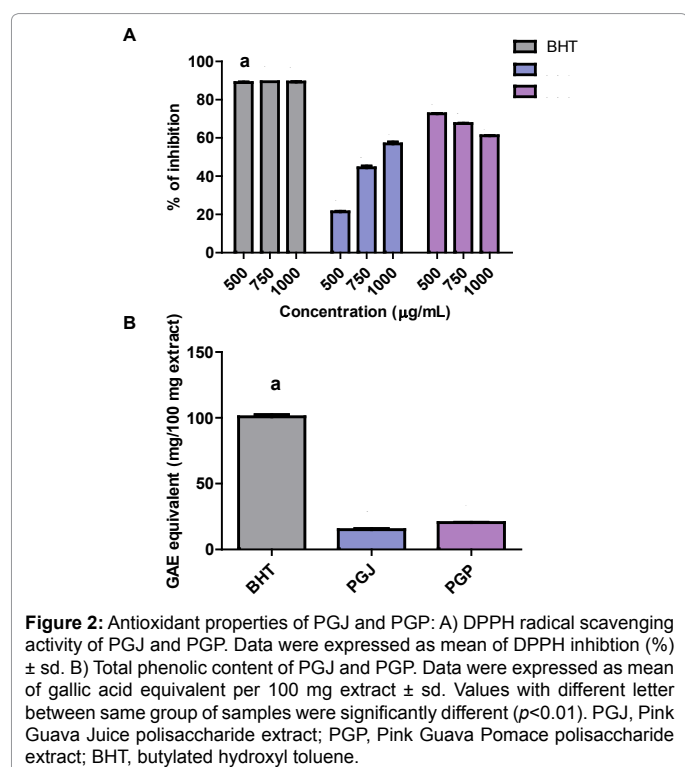 A
a
BHT
100
80
60
40
20
0
% of inhibition
500 750 1000 500 750 1000 500 750 1000
Concentration (µg/mL)
B
a
150
100
50
0
GAE equivalent (mg/100 mg extract)
BHT PGJ PGP
Figure 2: Antioxidant properties of PGJ and PGP: A) DPPH radical scavenging
activity of PGJ and PGP. Data were expressed as mean of DPPH inhibtion (%)
± sd. B) Total phenolic content of PGJ and PGP. Data were expressed as mean
of gallic acid equivalent per 100 mg extract ± sd. Values with different letter
between same group of samples were significantly different (p<0.01). PGJ, Pink
Guava Juice polisaccharide extract; PGP, Pink Guava Pomace polisaccharide
extract; BHT, butylated hydroxyl toluene.